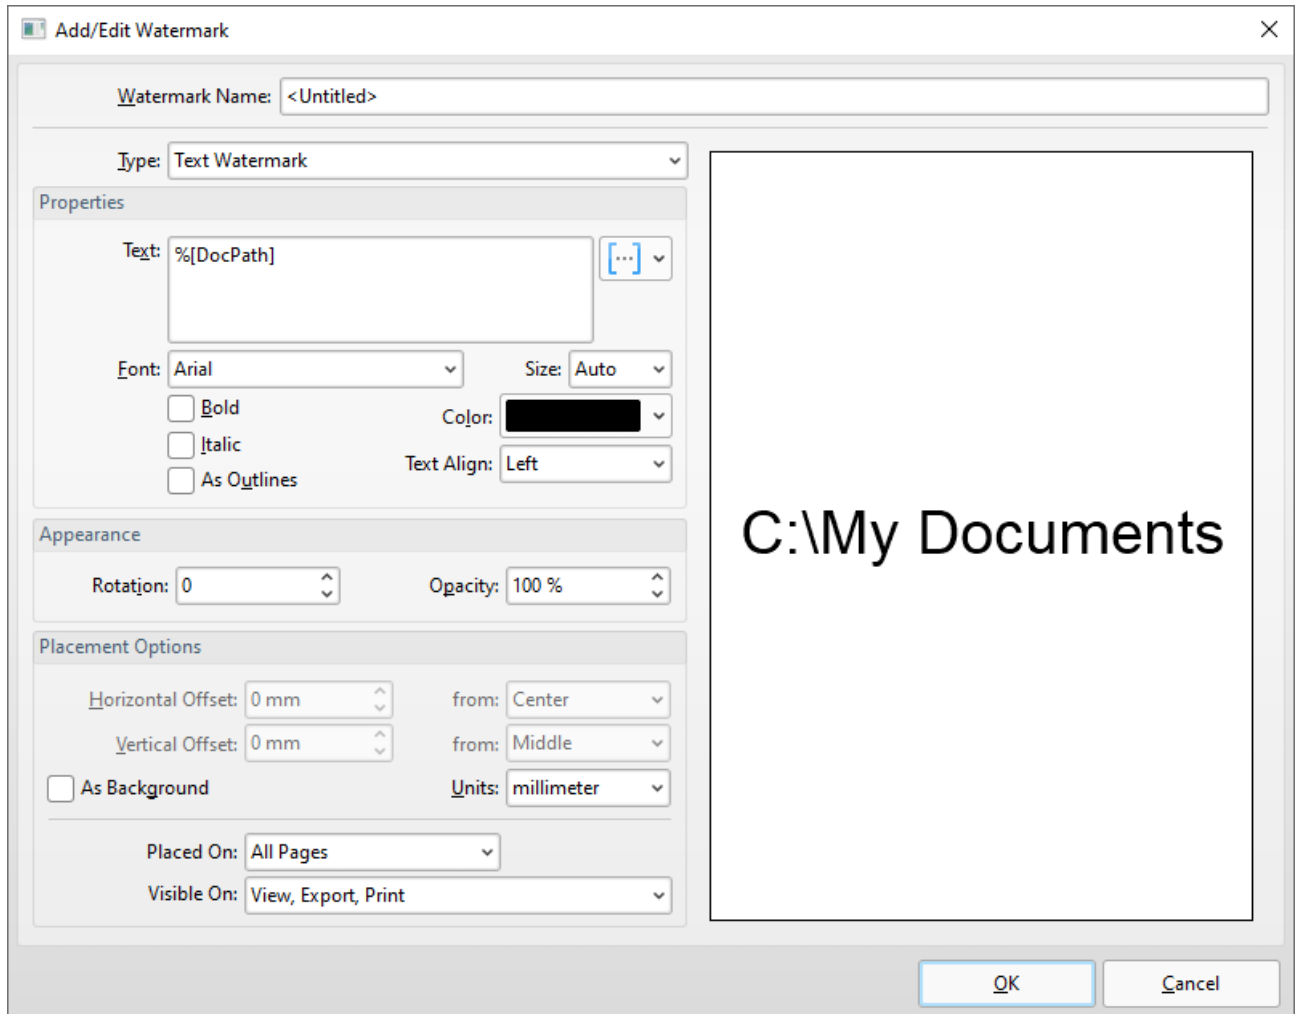 Add/Edit Watermark
Watermark Name: <Untitled>
Type: Text Watermark
Properties
Text: %[DocPath]
[...]
Font: Arial Size: Auto
Bold
Color:
Italic
Text Align: Left
As Outlines
Appearance
Rotation: 0 Opacity: 100 %
Placement Options
Horizontal Offset: 0 mm from: Center
Vertical Offset: 0 mm from: Middle
As Background Units: millimeter
Placed On: All Pages
Visible On: View, Export, Print
C:\My Documents
OK Cancel